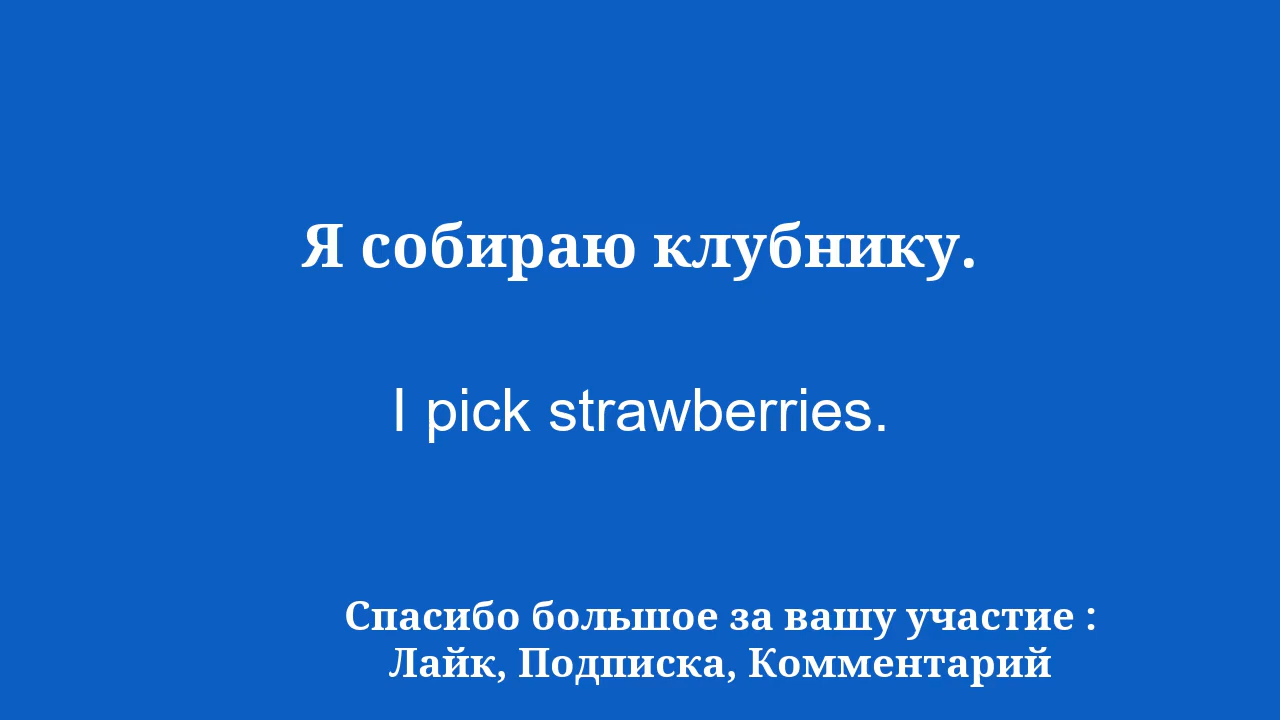 Я собираю клубнику.
I pick strawberries.
Спасибо большое за вашу участие :
Лайк, Подписка, Комментарий